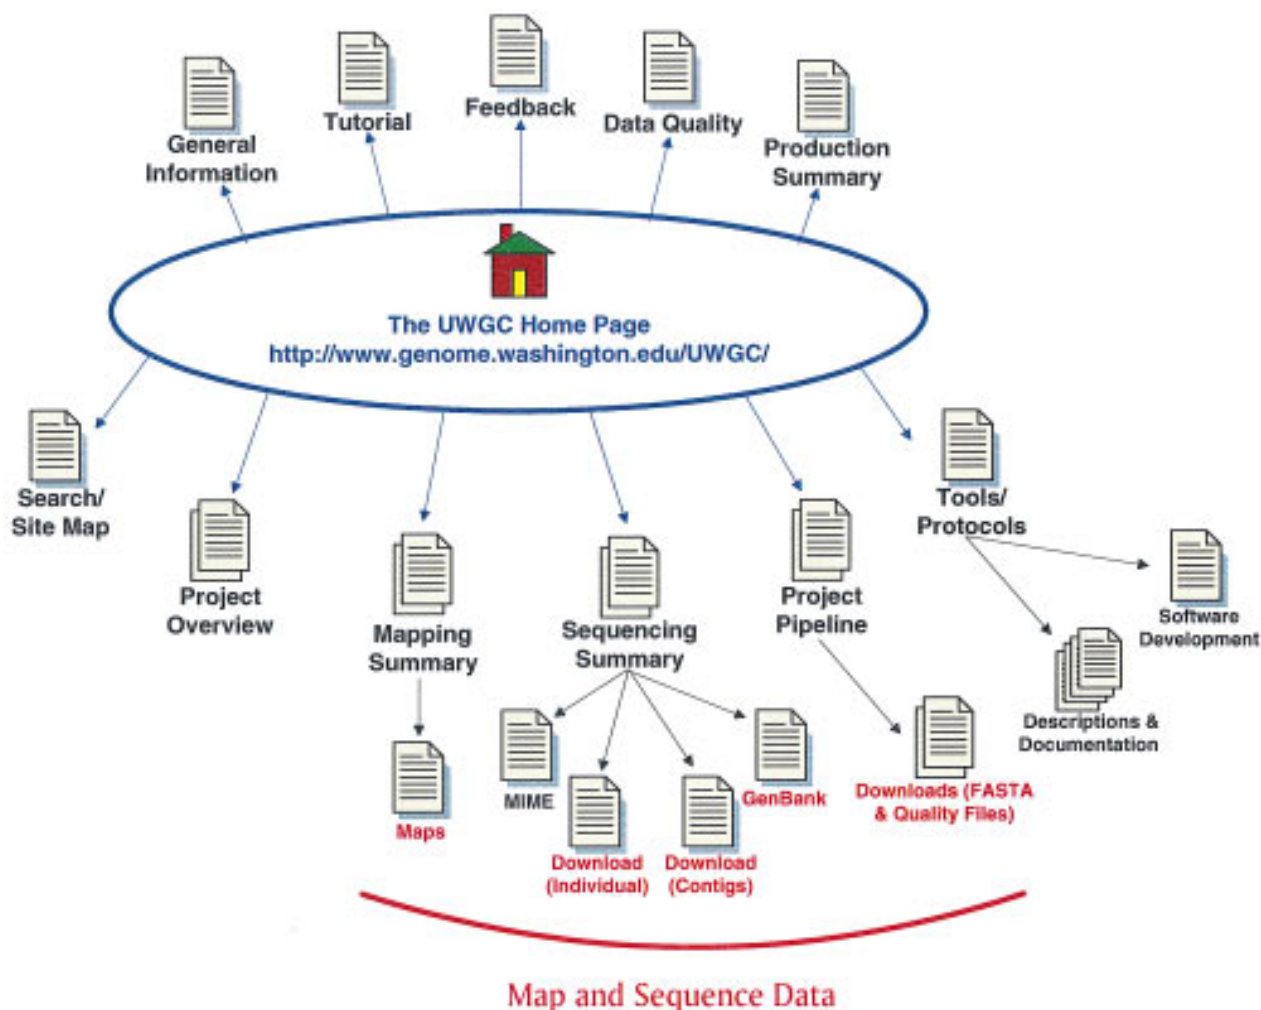 General
Information
Tutorial
Feedback
Data Quality
Production
Summary
The UWGC Home Page
http://www.genome.washington.edu/UWGC/
Search/
Site Map
Project
Overview
Mapping
Summary
Sequencing
Summary
Project
Pipeline
Tools/
Protocols
Software
Development
Descriptions &
Documentation
Maps
MIME
Download
(Individual)
Download
(Contigs)
GenBank
Downloads (FASTA
& Quality Files)
Map and Sequence Data